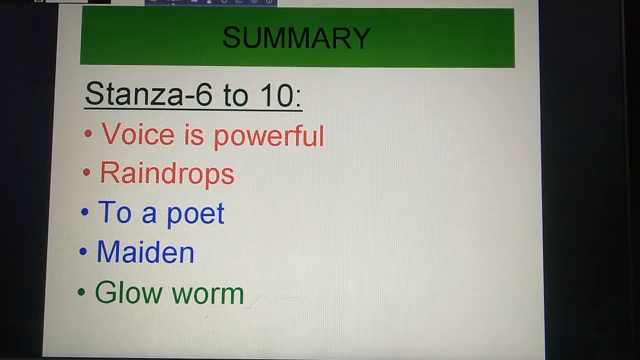 SUMMARY
Stanza-6 to 10:
• Voice is powerful
• Raindrops
• To a poet
• Maiden
• Glow worm